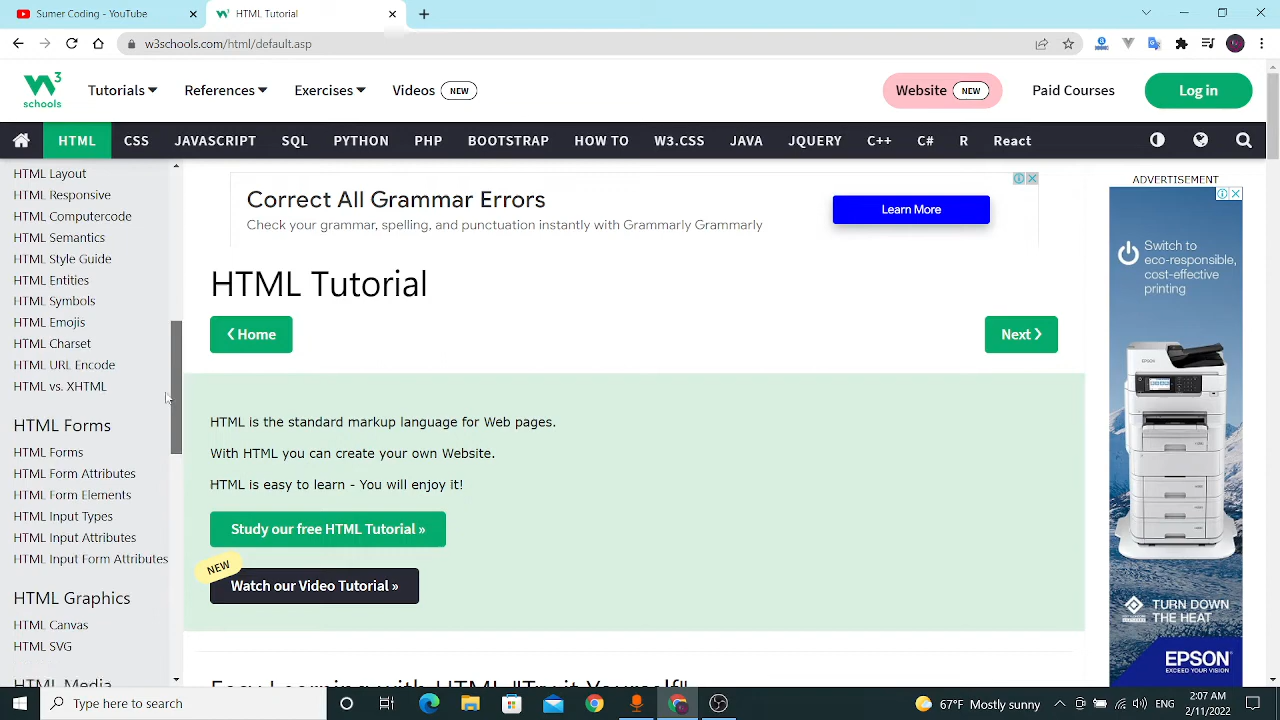 Sumer Coding - YouTube
HTML Tutorial
w3schools.com/html/default.asp
W3
schools
Tutorials
References
Exercises
Videos
NEW
Website
NEW
Paid Courses
Log in
HTML
CSS
JAVASCRIPT
SQL
PYTHON
PHP
BOOTSTRAP
HOW TO
W3.CSS
JAVA
JQUERY
C++
C#
R
React
HTML Layout
HTML Responsive
HTML Computercode
HTML Semantics
HTML Style Guide
HTML Entities
HTML Symbols
HTML Emojis
HTML Charset
HTML URL Encode
HTML vs. XHTML
HTML Forms
HTML Forms
HTML Form Attributes
HTML Form Elements
HTML Input Types
HTML Input Attributes
HTML Input Form Attributes
HTML Graphics
HTML Canvas
HTML SVG
HTML Media
Correct All Grammar Errors
Check your grammar, spelling, and punctuation instantly with Grammarly Grammarly
Learn More
HTML Tutorial
❮ Home
Next ❯
HTML is the standard markup language for Web pages.
With HTML you can create your own Website.
HTML is easy to learn - You will enjoy it!
Study our free HTML Tutorial »
NEW
Watch our Video Tutorial »
ADVERTISEMENT
Switch to
eco-responsible,
cost-effective
printing
EPSON
TURN DOWN
THE HEAT
EPSON
EXCEED YOUR VISION
Type here to search
67°F Mostly sunny
ENG
2:07 AM
2/11/2022